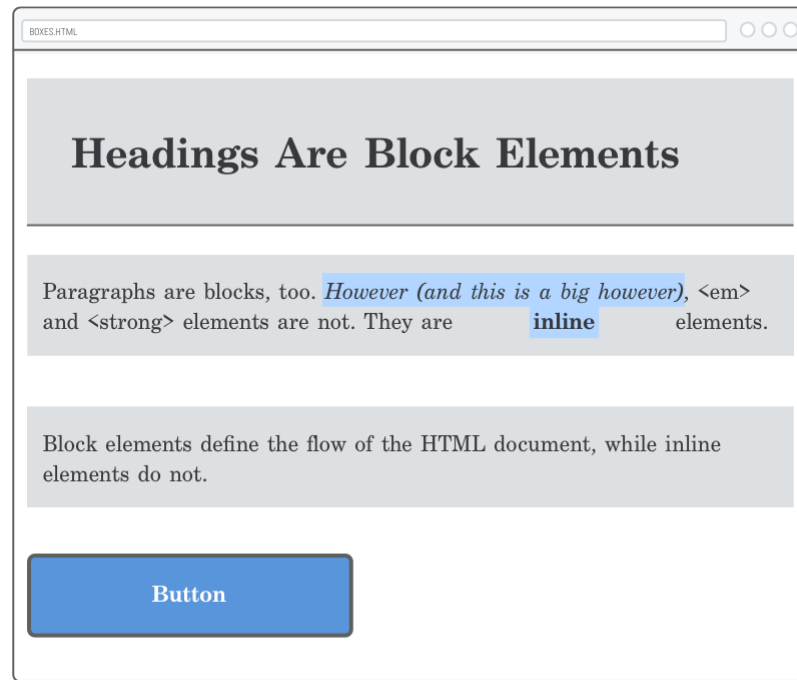 BOXES.HTML
Headings Are Block Elements
Paragraphs are blocks, too. However (and this is a big however), <em>
and <strong> elements are not. They are inline elements.
Block elements define the flow of the HTML document, while inline
elements do not.
Button